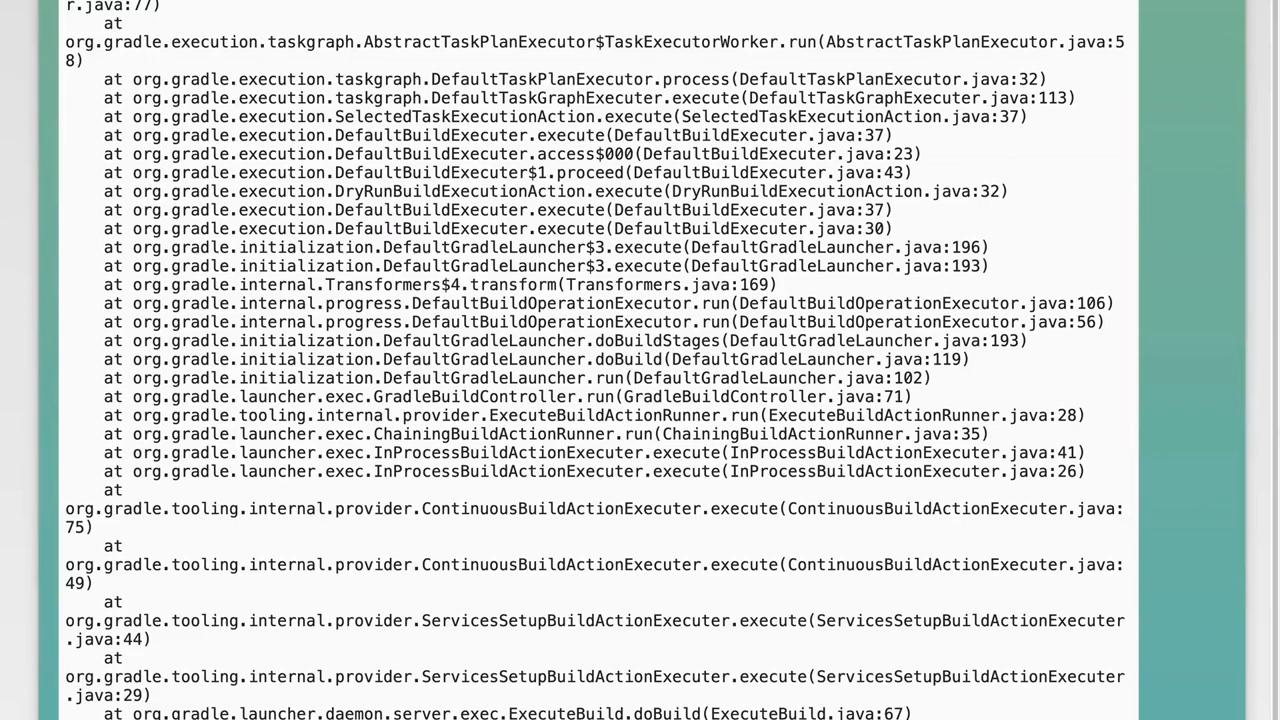 r.java:77)
at
org.gradle.execution.taskgraph.AbstractTaskPlanExecutor$TaskExecutorWorker.run(AbstractTaskPlanExecutor.java:5
8)
at org.gradle.execution.taskgraph.DefaultTaskPlanExecutor.process(DefaultTaskPlanExecutor.java:32)
at org.gradle.execution.taskgraph.DefaultTaskGraphExecuter.execute(DefaultTaskGraphExecuter.java:113)
at org.gradle.execution.SelectedTaskExecutionAction.execute(SelectedTaskExecutionAction.java:37)
at org.gradle.execution.DefaultBuildExecuter.execute(DefaultBuildExecuter.java:37)
at org.gradle.execution.DefaultBuildExecuter.access$000(DefaultBuildExecuter.java:23)
at org.gradle.execution.DefaultBuildExecuter$1.proceed(DefaultBuildExecuter.java:43)
at org.gradle.execution.DryRunBuildExecutionAction.execute(DryRunBuildExecutionAction.java:32)
at org.gradle.execution.DefaultBuildExecuter.execute(DefaultBuildExecuter.java:37)
at org.gradle.execution.DefaultBuildExecuter.execute(DefaultBuildExecuter.java:30)
at org.gradle.initialization.DefaultGradleLauncher$3.execute(DefaultGradleLauncher.java:196)
at org.gradle.initialization.DefaultGradleLauncher$3.execute(DefaultGradleLauncher.java:193)
at org.gradle.internal.Transformers$4.transform(Transformers.java:169)
at org.gradle.internal.progress.DefaultBuildOperationExecutor.run(DefaultBuildOperationExecutor.java:106)
at org.gradle.internal.progress.DefaultBuildOperationExecutor.run(DefaultBuildOperationExecutor.java:56)
at org.gradle.initialization.DefaultGradleLauncher.doBuildStages(DefaultGradleLauncher.java:193)
at org.gradle.initialization.DefaultGradleLauncher.doBuild(DefaultGradleLauncher.java:119)
at org.gradle.initialization.DefaultGradleLauncher.run(DefaultGradleLauncher.java:102)
at org.gradle.launcher.exec.GradleBuildController.run(GradleBuildController.java:71)
at org.gradle.tooling.internal.provider.ExecuteBuildActionRunner.run(ExecuteBuildActionRunner.java:28)
at org.gradle.launcher.exec.ChainingBuildActionRunner.run(ChainingBuildActionRunner.java:35)
at org.gradle.launcher.exec.InProcessBuildActionExecuter.execute(InProcessBuildActionExecuter.java:41)
at org.gradle.launcher.exec.InProcessBuildActionExecuter.execute(InProcessBuildActionExecuter.java:26)
at
org.gradle.tooling.internal.provider.ContinuousBuildActionExecuter.execute(ContinuousBuildActionExecuter.java:
75)
at
org.gradle.tooling.internal.provider.ContinuousBuildActionExecuter.execute(ContinuousBuildActionExecuter.java:
49)
at
org.gradle.tooling.internal.provider.ServicesSetupBuildActionExecuter.execute(ServicesSetupBuildActionExecuter
.java:44)
at
org.gradle.tooling.internal.provider.ServicesSetupBuildActionExecuter.execute(ServicesSetupBuildActionExecuter
.java:29)
at org.gradle.launcher.daemon.server.exec.ExecuteBuild.doBuild(ExecuteBuild.java:67)